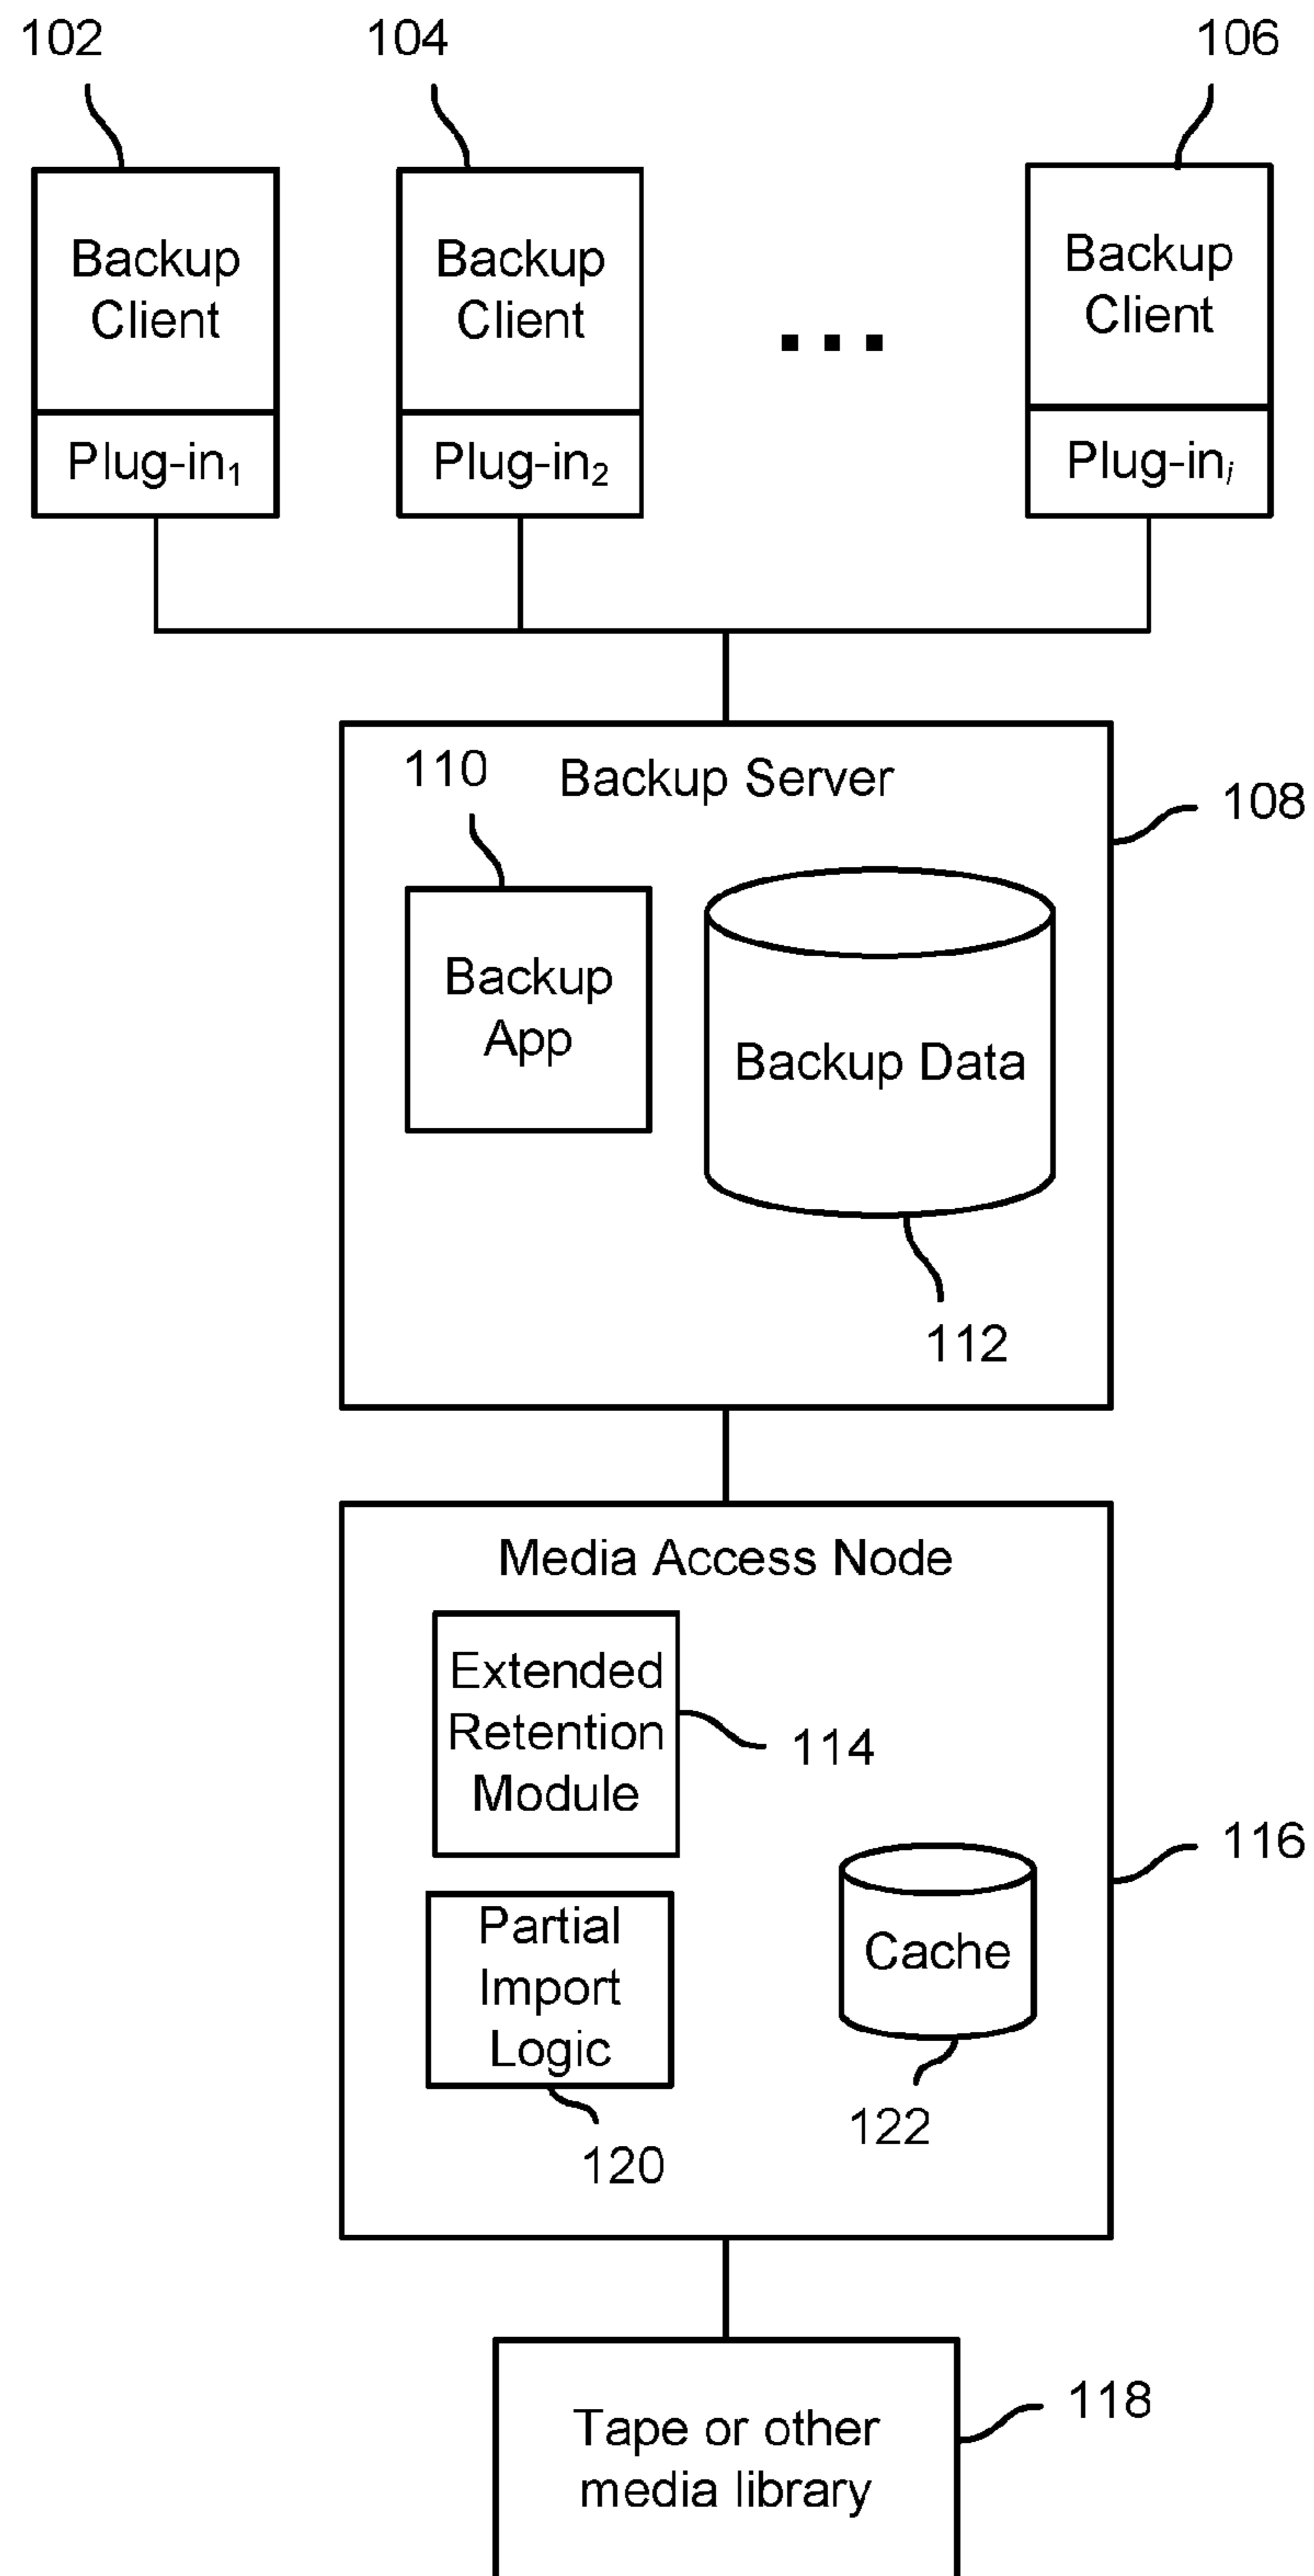 102
104
106
Backup
Client
Plug-in₁
Backup
Client
Plug-in₂
...
Backup
Client
Plug-inᵢ
Backup Server
108
110
Backup
App
Backup Data
112
Media Access Node
116
Extended
Retention
Module
114
Partial
Import
Logic
120
Cache
122
Tape or other
media library
118